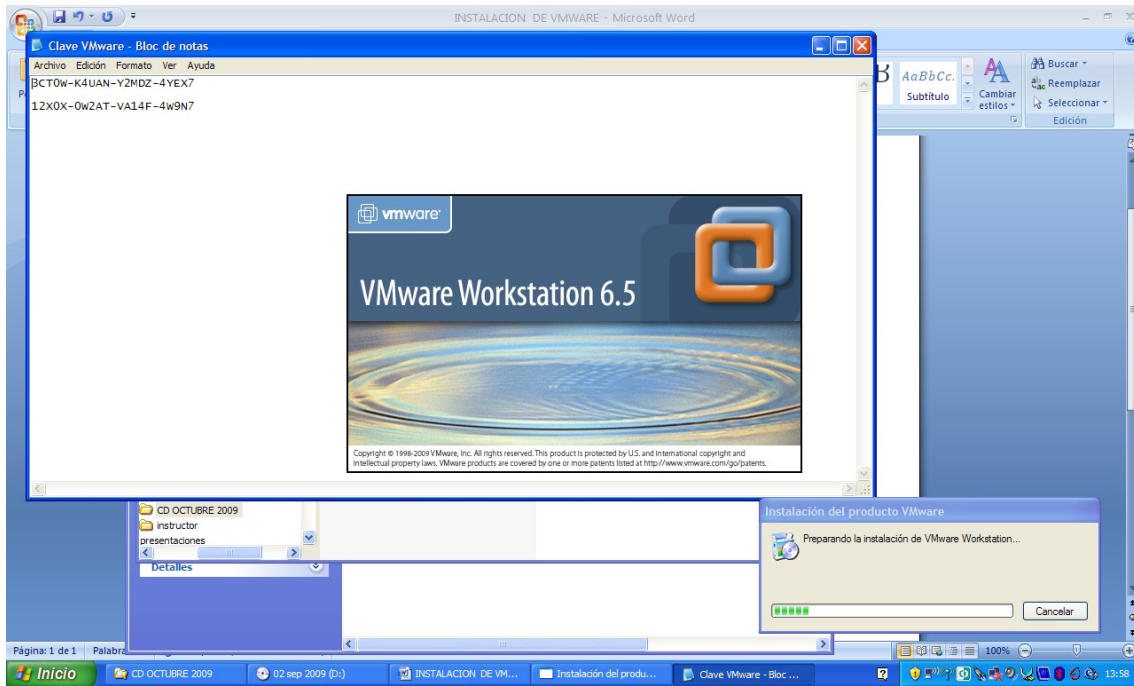 INSTALACION DE VMWARE - Microsoft Word
Clave VMware - Bloc de notas
Archivo Edición Formato Ver Ayuda
3CT0W-K4UAN-Y2MDZ-4YEX7
12X0X-0W2AT-VA14F-4W9N7
AaBbCc.
Subtítulo
Cambiar
estilos
Buscar
Reemplazar
Seleccionar
Edición
vmware
VMware Workstation 6.5
Copyright © 1998-2009 VMware, Inc. All rights reserved. This product is protected by U.S. and international copyright and
intellectual property laws. VMware products are covered by one or more patents listed at http://www.vmware.com/go/patents.
CD OCTUBRE 2009
instructor
presentaciones
Detalles
Instalación del producto VMware
Preparando la instalación de VMware Workstation...
Cancelar
Página: 1 de 1
100%
Inicio
CD OCTUBRE 2009
02 sep 2009 (D:)
INSTALACION DE VM...
Instalación del produ...
Clave VMware - Bloc ...
13:58